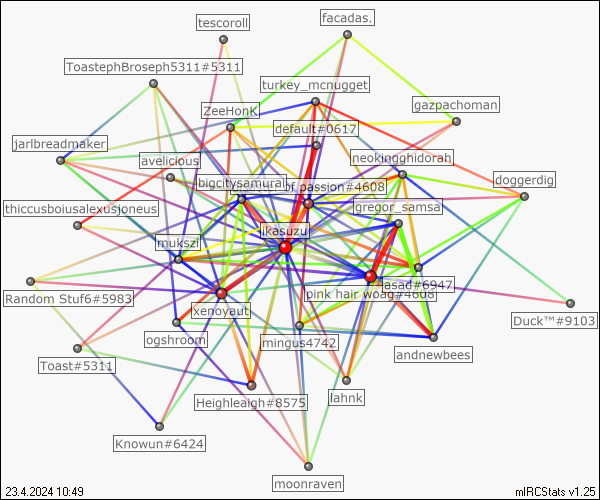 tescoroll
facadas.
ToastephBroseph5311#5311
turkey_mcnugget
ZeeHonK
gazpachoman
default#0617
jarlbreadmaker
avelicious
neokingghidorah
bigcitysamurai
of passion#4608
doggerdig
thiccusboiusalexusjoneus
gregor_samsa
ikasuzu
mukszi
asad#6947
Random Stuf6#5983
xenoyaut
pink hair woag#4608
Duck™#9103
ogshroom
mingus4742
andnewbees
Toast#5311
Heighleaigh#8575
lahnk
Knowun#6424
moonraven
23.4.2024 10:49
mIRCStats v1.25